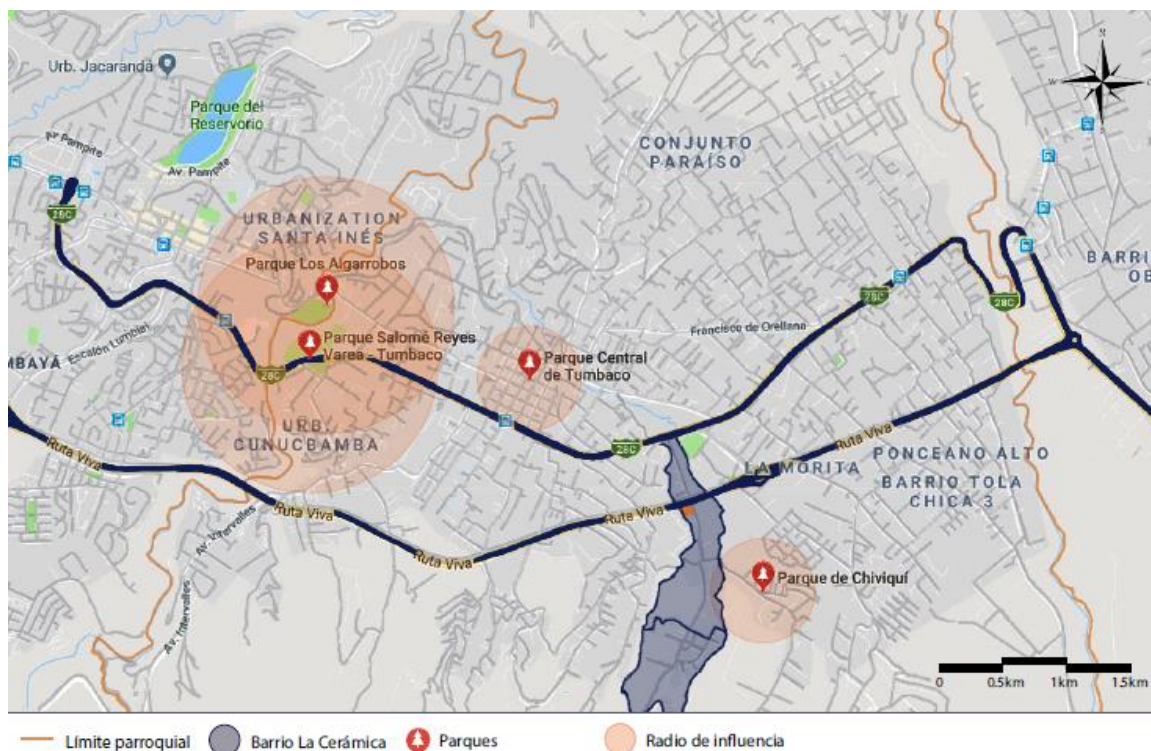 Urb. Jacarandá
Parque del
Reservorio
Av Pampite
Av. Pampite
28C
URBANIZATION
SANTA INÉS
Parque Los Algarrobos
Parque Salomé Reyes
Varea - Tumbaco
MBAYÁ
Escalón Lumbisí
28C
URB.
CUNUCBAMBA
CONJUNTO
PARAÍSO
N
W
E
S
BARRI
OB
28C
28C
Francisco de Orellana
Parque Central
de Tumbaco
28C
Ruta Viva
Ruta Viva
Ruta Viva
Ruta Viva
Ruta Viva
LA MORITA
PONCEANO ALTO
BARRIO TOLA
CHICA 3
Av. Intervalles
Av. Intervalles
Parque de Chiviquí
0
0.5km
1km
1.5km
Límite parroquial
Barrio La Cerámica
Parques
Radio de influencia